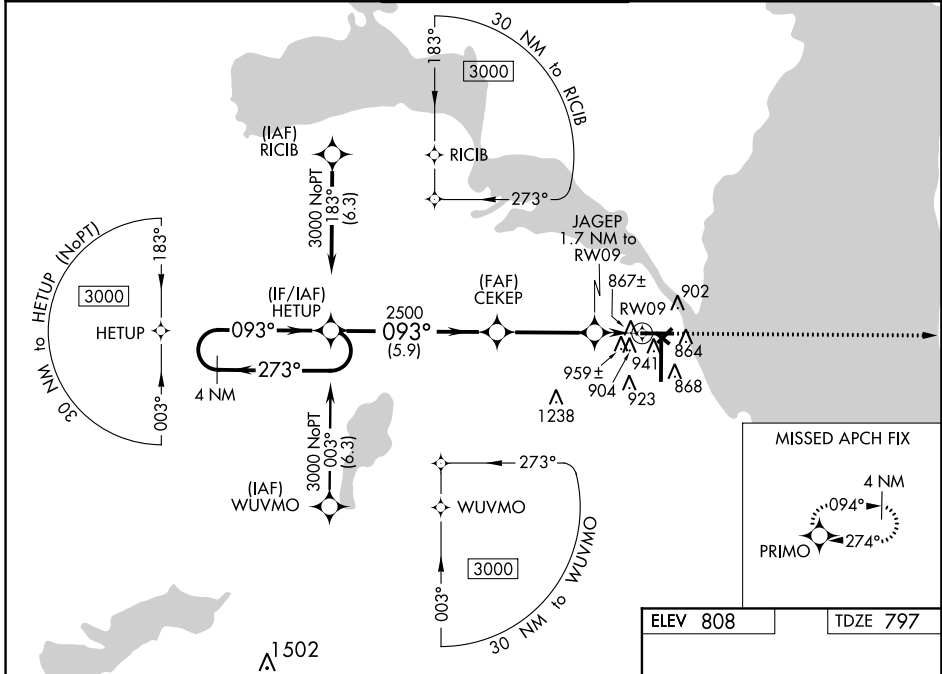 30 NM to RICIB
183°
3000
RICIB
273°
(IAF)
RICIB
3000 NoPT
183°
(6.3)
30 NM to HETUP (NoPT)
183°
3000
HETUP
003°
(IF/IAF)
HETUP
093°
273°
4 NM
2500
093°
(5.9)
(FAF)
CEKEP
JAGEP
1.7 NM to
RW09
867±
RW09
902
864
941
959±
904
868
923
1238
3000 NoPT
003°
(6.3)
(IAF)
WUVMO
273°
WUVMO
3000
003°
30 NM to WUVMO
MISSED APCH FIX
4 NM
094°
274°
PRIMO
ELEV 808
TDZE 797
1502